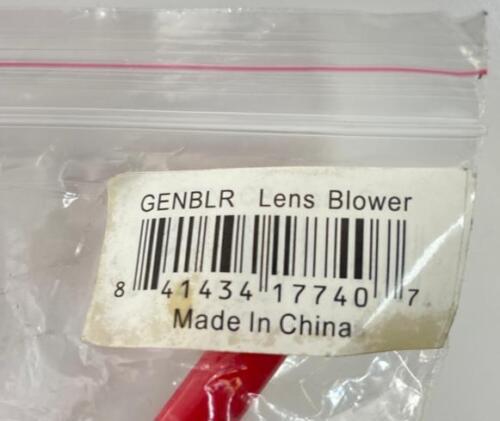 GENBLR Lens Blower
8 41434 17740 7
Made In China